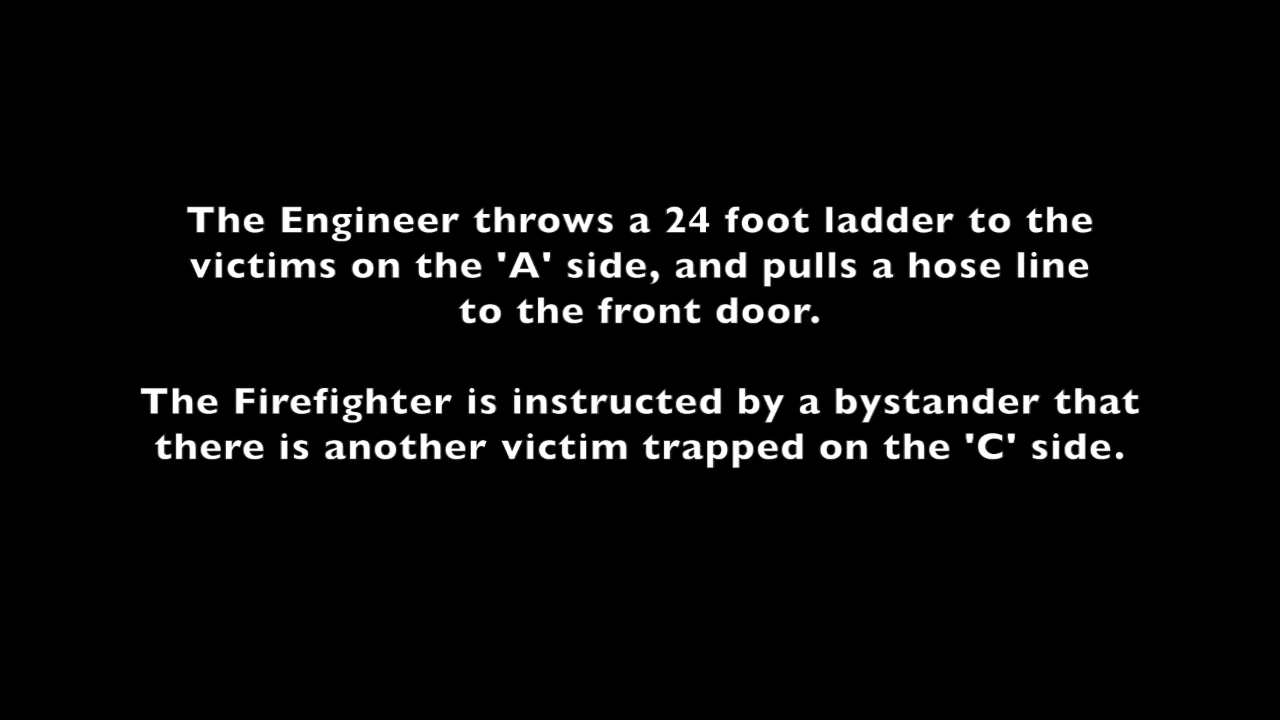 The Engineer throws a 24 foot ladder to the
victims on the 'A' side, and pulls a hose line
to the front door.
The Firefighter is instructed by a bystander that
there is another victim trapped on the 'C' side.